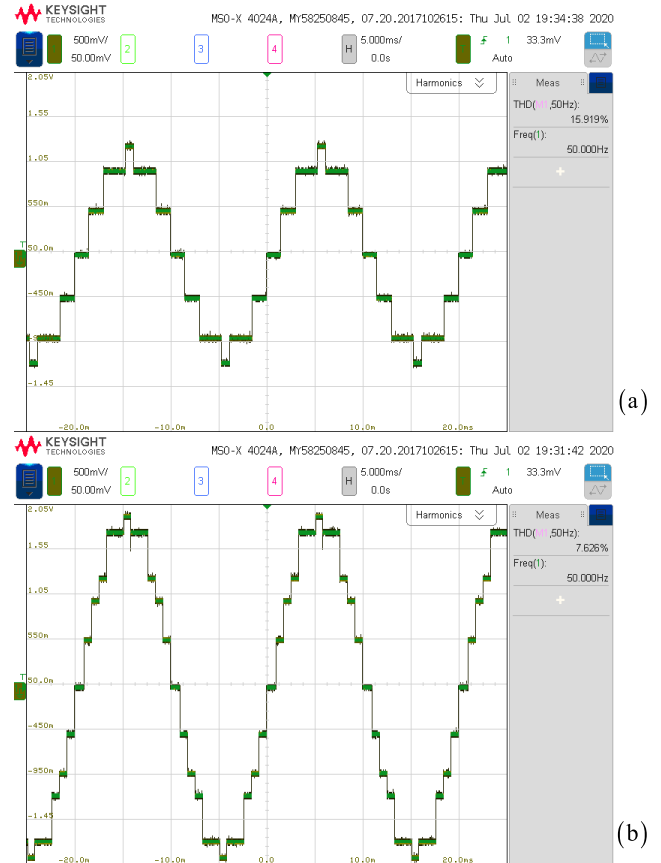 KEYSIGHT
TECHNOLOGIES
MSO-X 4024A, MY58250845, 07.20.2017102615: Thu Jul 02 19:34:38 2020
500mV/
50.00mV
2
3
4
H
5.000ms/
0.0s
1
Auto
33.3mV
Harmonics
Meas
THD(M1,50Hz):
15.919%
Freq(1):
50.000Hz
2.05V
1.55
1.05
550m
50.0m
-450m
-1.45
T
-20.0m
-10.0m
0.0
10.0m
20.0ms
(a)
KEYSIGHT
TECHNOLOGIES
MSO-X 4024A, MY58250845, 07.20.2017102615: Thu Jul 02 19:31:42 2020
500mV/
50.00mV
2
3
4
H
5.000ms/
0.0s
1
Auto
33.3mV
Harmonics
Meas
THD(M1,50Hz):
7.626%
Freq(1):
50.000Hz
2.05V
1.55
1.05
550m
50.0m
-450m
-950m
-1.45
T
-20.0m
-10.0m
0.0
10.0ms
20.0ms
(b)